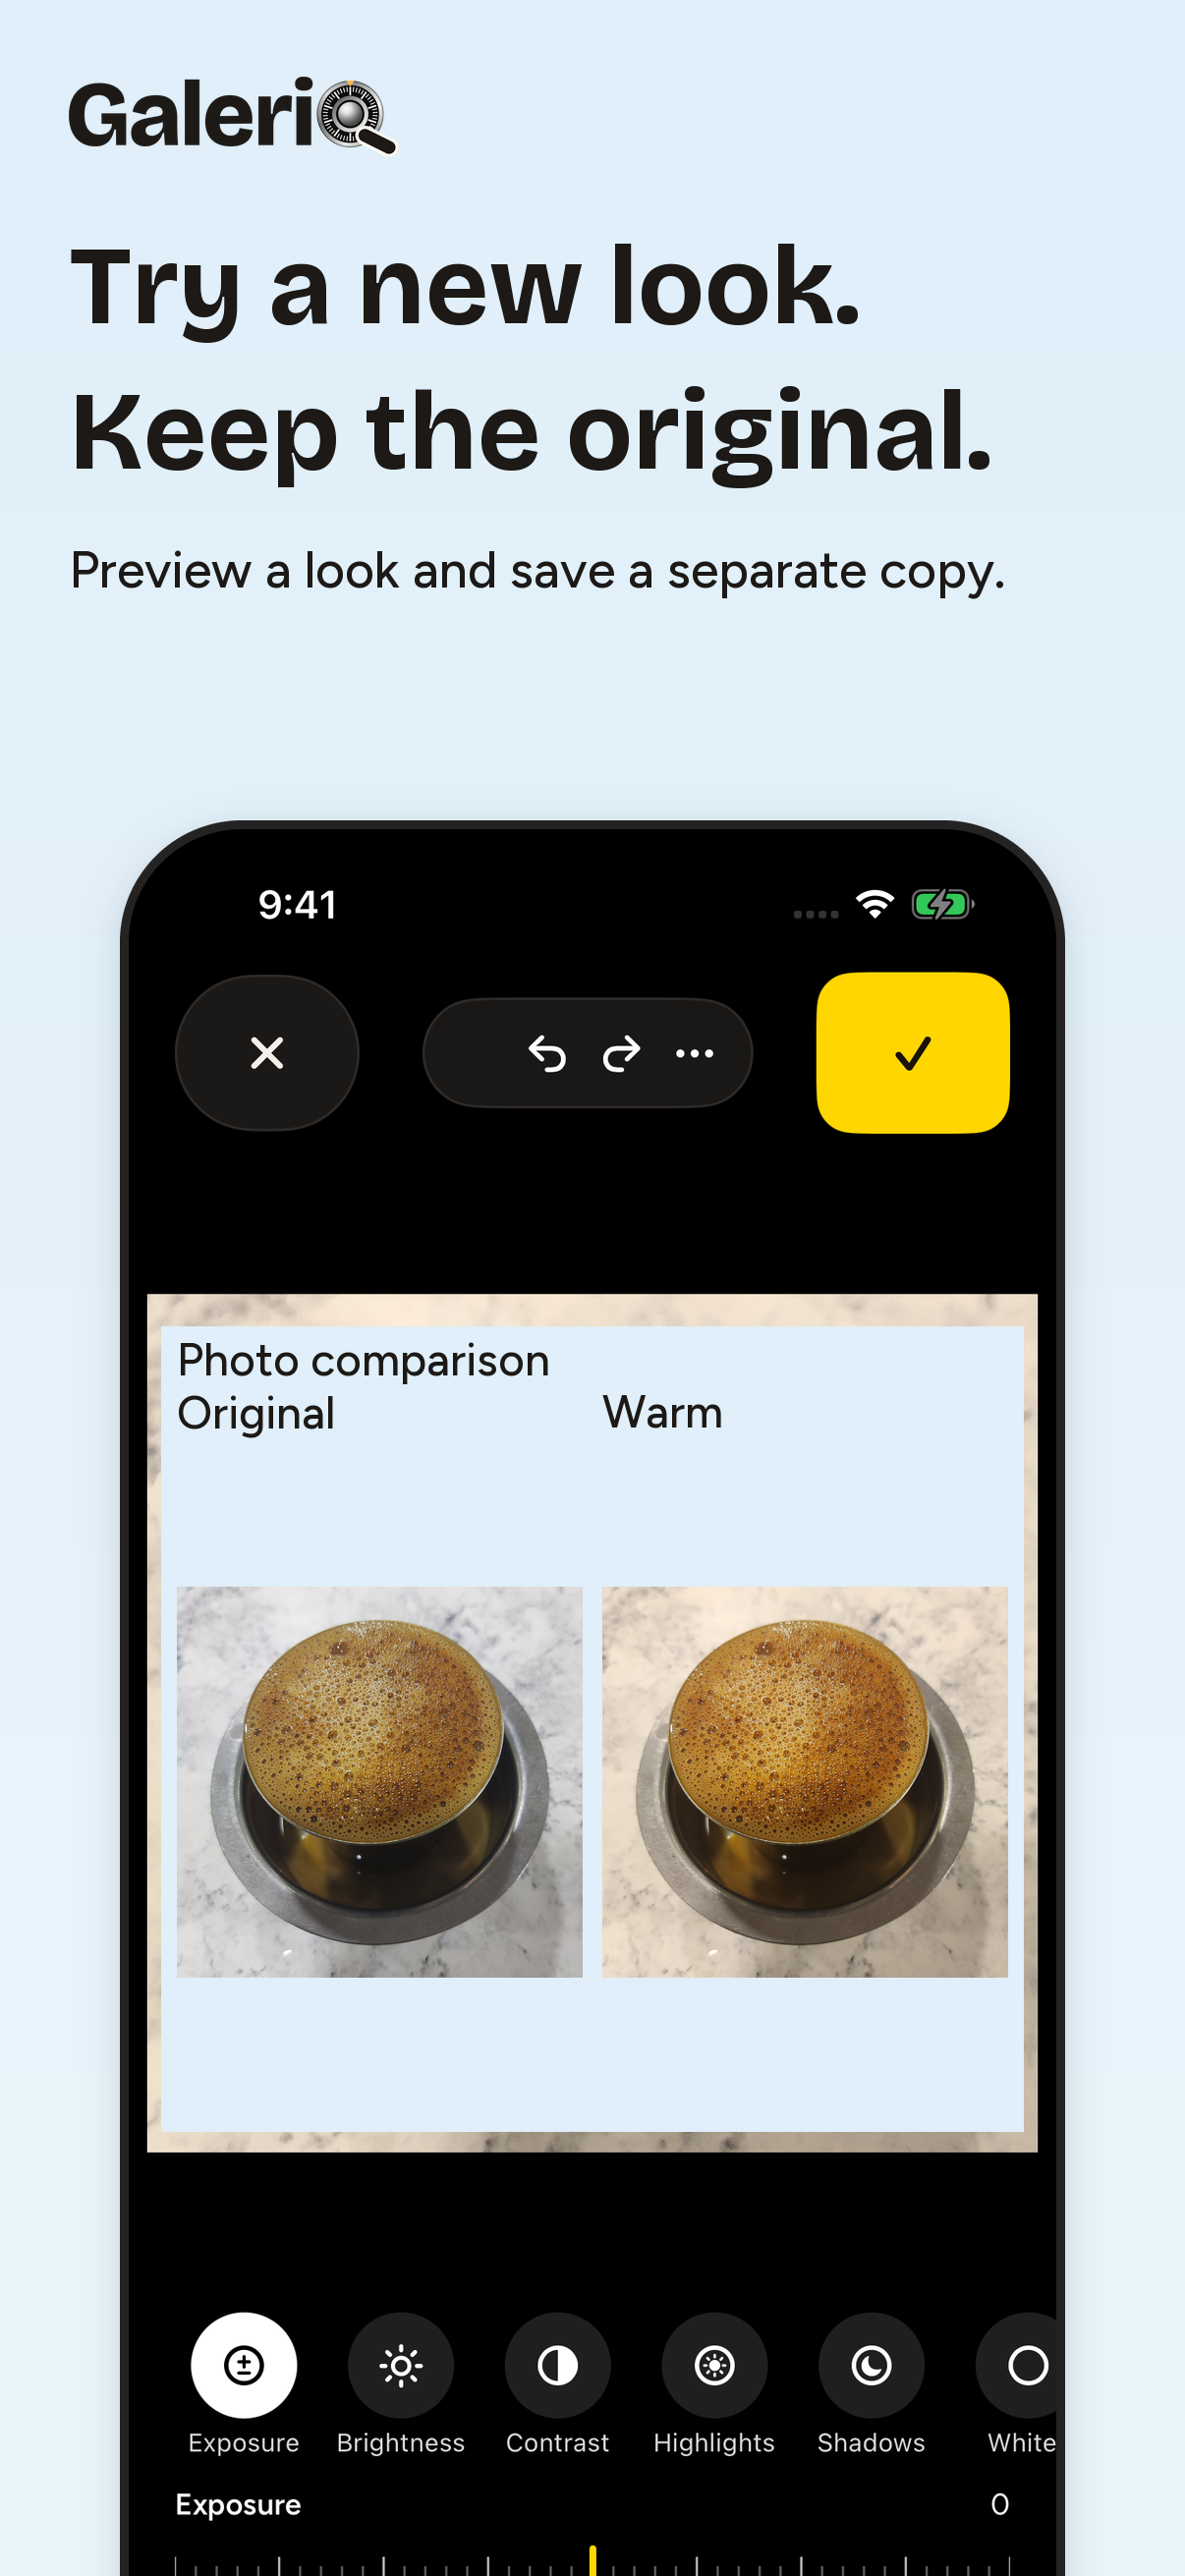 GaleriQ
Try a new look.
Keep the original.
Preview a look and save a separate copy.
9:41
Photo comparison
Original
Warm
Exposure
Brightness
Contrast
Highlights
Shadows
White
Exposure
0